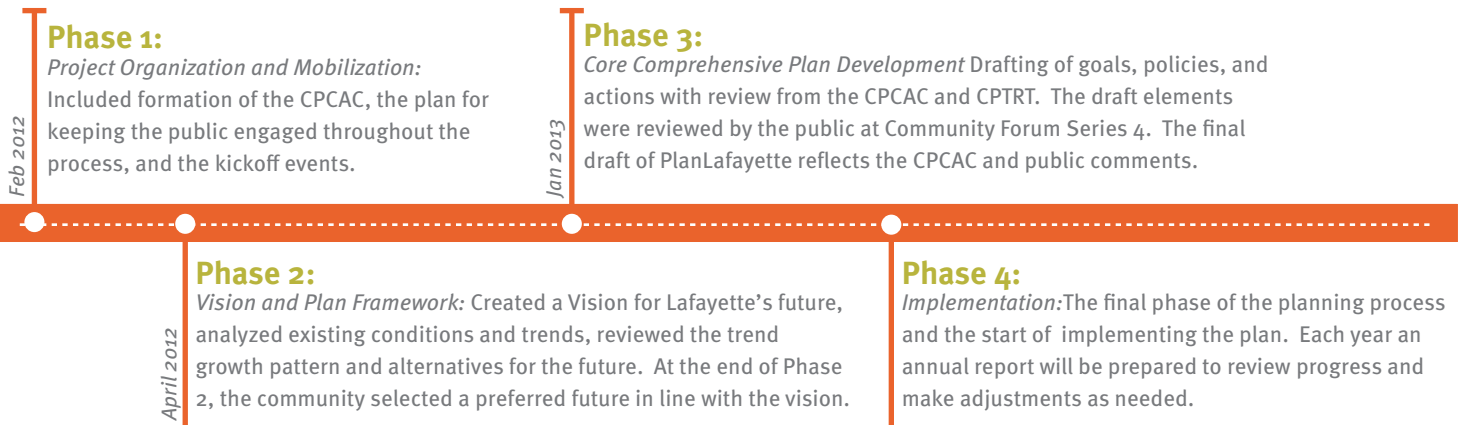 Feb 2012
Phase 1:
Project Organization and Mobilization:
Included formation of the CPCAC, the plan for
keeping the public engaged throughout the
process, and the kickoff events.
April 2012
Phase 2:
Vision and Plan Framework: Created a Vision for Lafayette’s future,
analyzed existing conditions and trends, reviewed the trend
growth pattern and alternatives for the future.  At the end of Phase
2, the community selected a preferred future in line with the vision.
Jan 2013
Phase 3:
Core Comprehensive Plan Development Drafting of goals, policies, and
actions with review from the CPCAC and CPTRT.  The draft elements
were reviewed by the public at Community Forum Series 4.  The final
draft of PlanLafayette reflects the CPCAC and public comments.
Phase 4:
Implementation:The final phase of the planning process
and the start of  implementing the plan.  Each year an
annual report will be prepared to review progress and
make adjustments as needed.